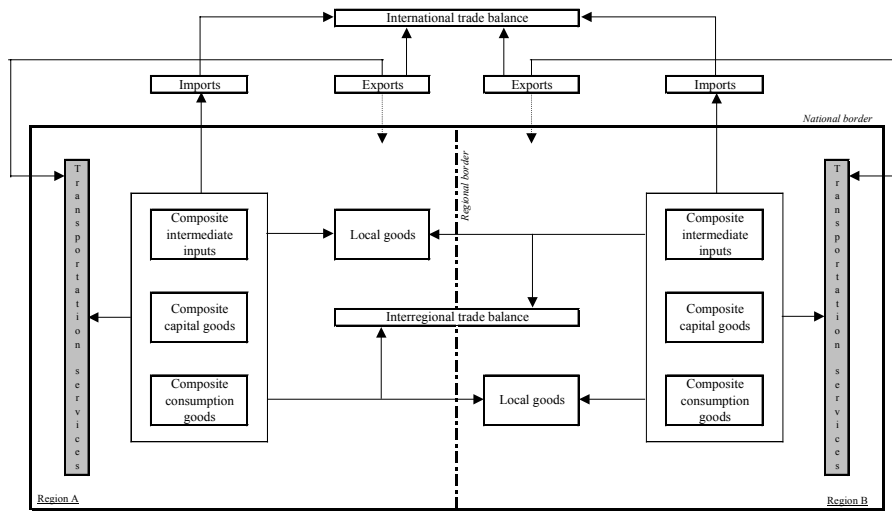 International trade balance
Imports
Exports
Exports
Imports
National border
Regional border
Transportation services
Composite
intermediate
inputs
Composite
capital goods
Composite
consumption
goods
Local goods
Interregional trade balance
Local goods
Composite
intermediate
inputs
Composite
capital goods
Composite
consumption
goods
Transportation services
Region A
Region B